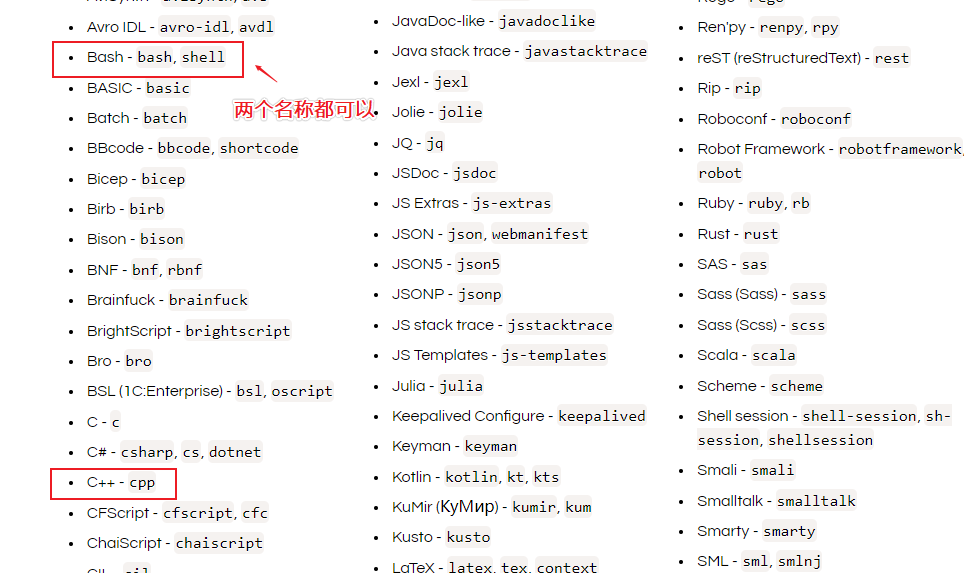 Avro IDL - avro-idl, avdl
Bash - bash, shell
BASIC - basic
两个名称都可以
Batch - batch
BBcode - bbcode, shortcode
Bicep - bicep
Birb - birb
Bison - bison
BNF - bnf, rbnf
Brainfuck - brainfuck
BrightScript - brightscript
Bro - bro
BSL (1C:Enterprise) - bsl, oscript
C - c
C# - csharp, cs, dotnet
C++ - cpp
CFScript - cfscript, cfc
ChaiScript - chaiscript
JavaDoc-like - javadoclike
Java stack trace - javastacktrace
Jexl - jexl
Jolie - jolie
JQ - jq
JSDoc - jsdoc
JS Extras - js-extras
JSON - json, webmanifest
JSON5 - json5
JSONP - jsonp
JS stack trace - jsstacktrace
JS Templates - js-templates
Julia - julia
Keepalived Configure - keepalived
Keyman - keyman
Kotlin - kotlin, kt, kts
KuMir (КуМир) - kumir, kum
Kusto - kusto
LaTeX - latex, tex, context
Ren'py - renpy, rpy
reST (reStructuredText) - rest
Rip - rip
Roboconf - roboconf
Robot Framework - robotframework,
robot
Ruby - ruby, rb
Rust - rust
SAS - sas
Sass (Sass) - sass
Sass (Scss) - scss
Scala - scala
Scheme - scheme
Shell session - shell-session, sh-
session, shellsession
Smali - smali
Smalltalk - smalltalk
Smarty - smarty
SML - sml, smlnj